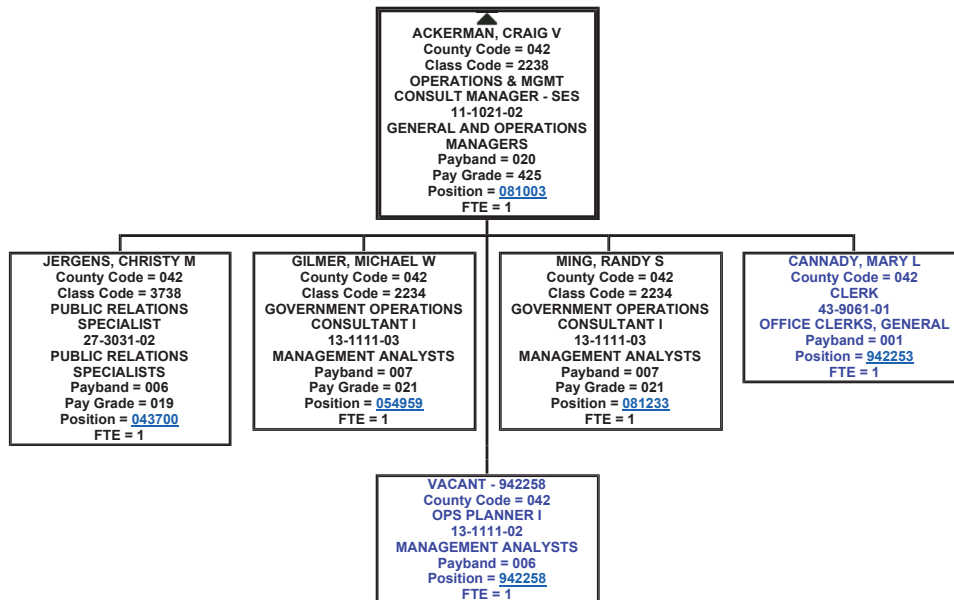 ACKERMAN, CRAIG V
County Code = 042
Class Code = 2238
OPERATIONS & MGMT
CONSULT MANAGER - SES
11-1021-02
GENERAL AND OPERATIONS
MANAGERS
Payband = 020
Pay Grade = 425
Position = 081003
FTE = 1
JERGENS, CHRISTY M
County Code = 042
Class Code = 3738
PUBLIC RELATIONS
SPECIALIST
27-3031-02
PUBLIC RELATIONS
SPECIALISTS
Payband = 006
Pay Grade = 019
Position = 043700
FTE = 1
GILMER, MICHAEL W
County Code = 042
Class Code = 2234
GOVERNMENT OPERATIONS
CONSULTANT I
13-1111-03
MANAGEMENT ANALYSTS
Payband = 007
Pay Grade = 021
Position = 054959
FTE = 1
MING, RANDY S
County Code = 042
Class Code = 2234
GOVERNMENT OPERATIONS
CONSULTANT I
13-1111-03
MANAGEMENT ANALYSTS
Payband = 007
Pay Grade = 021
Position = 081233
FTE = 1
CANNADY, MARY L
County Code = 042
CLERK
43-9061-01
OFFICE CLERKS, GENERAL
Payband = 001
Position = 942253
FTE = 1
VACANT - 942258
County Code = 042
OPS PLANNER I
13-1111-02
MANAGEMENT ANALYSTS
Payband = 006
Position = 942258
FTE = 1